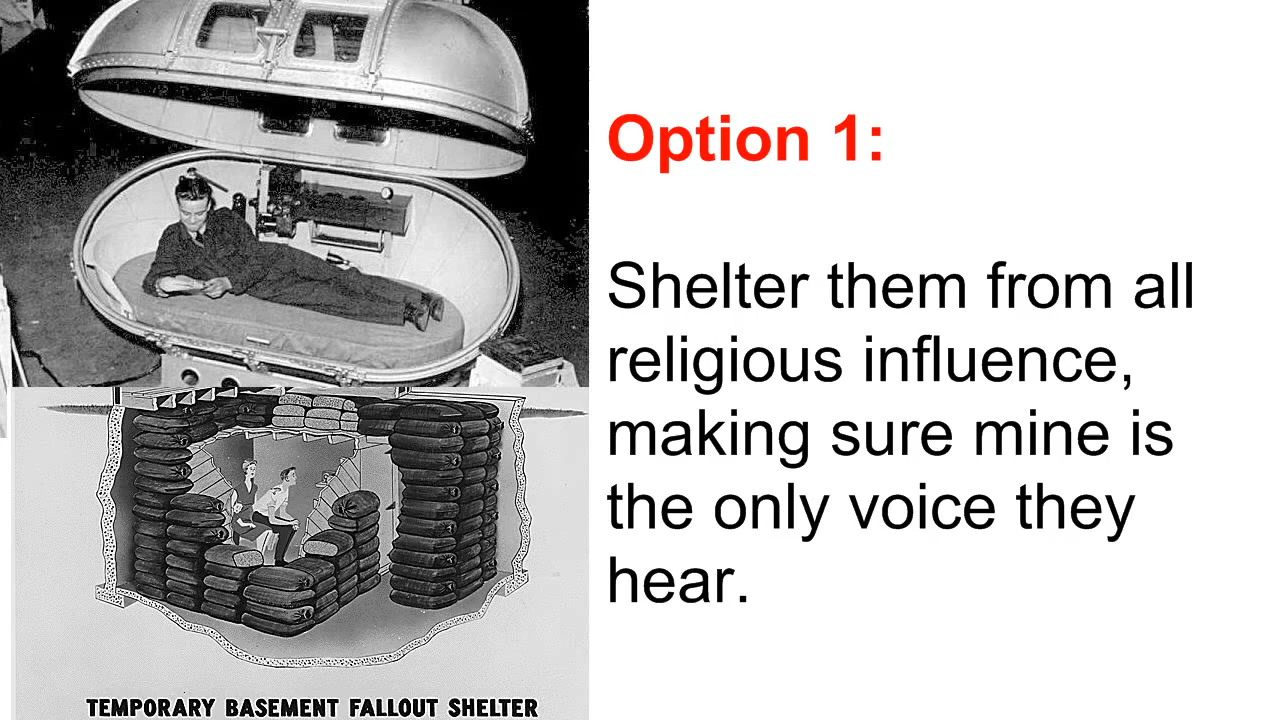 Option 1:
Shelter them from all
religious influence,
making sure mine is
the only voice they
hear.
TEMPORARY BASEMENT FALLOUT SHELTER